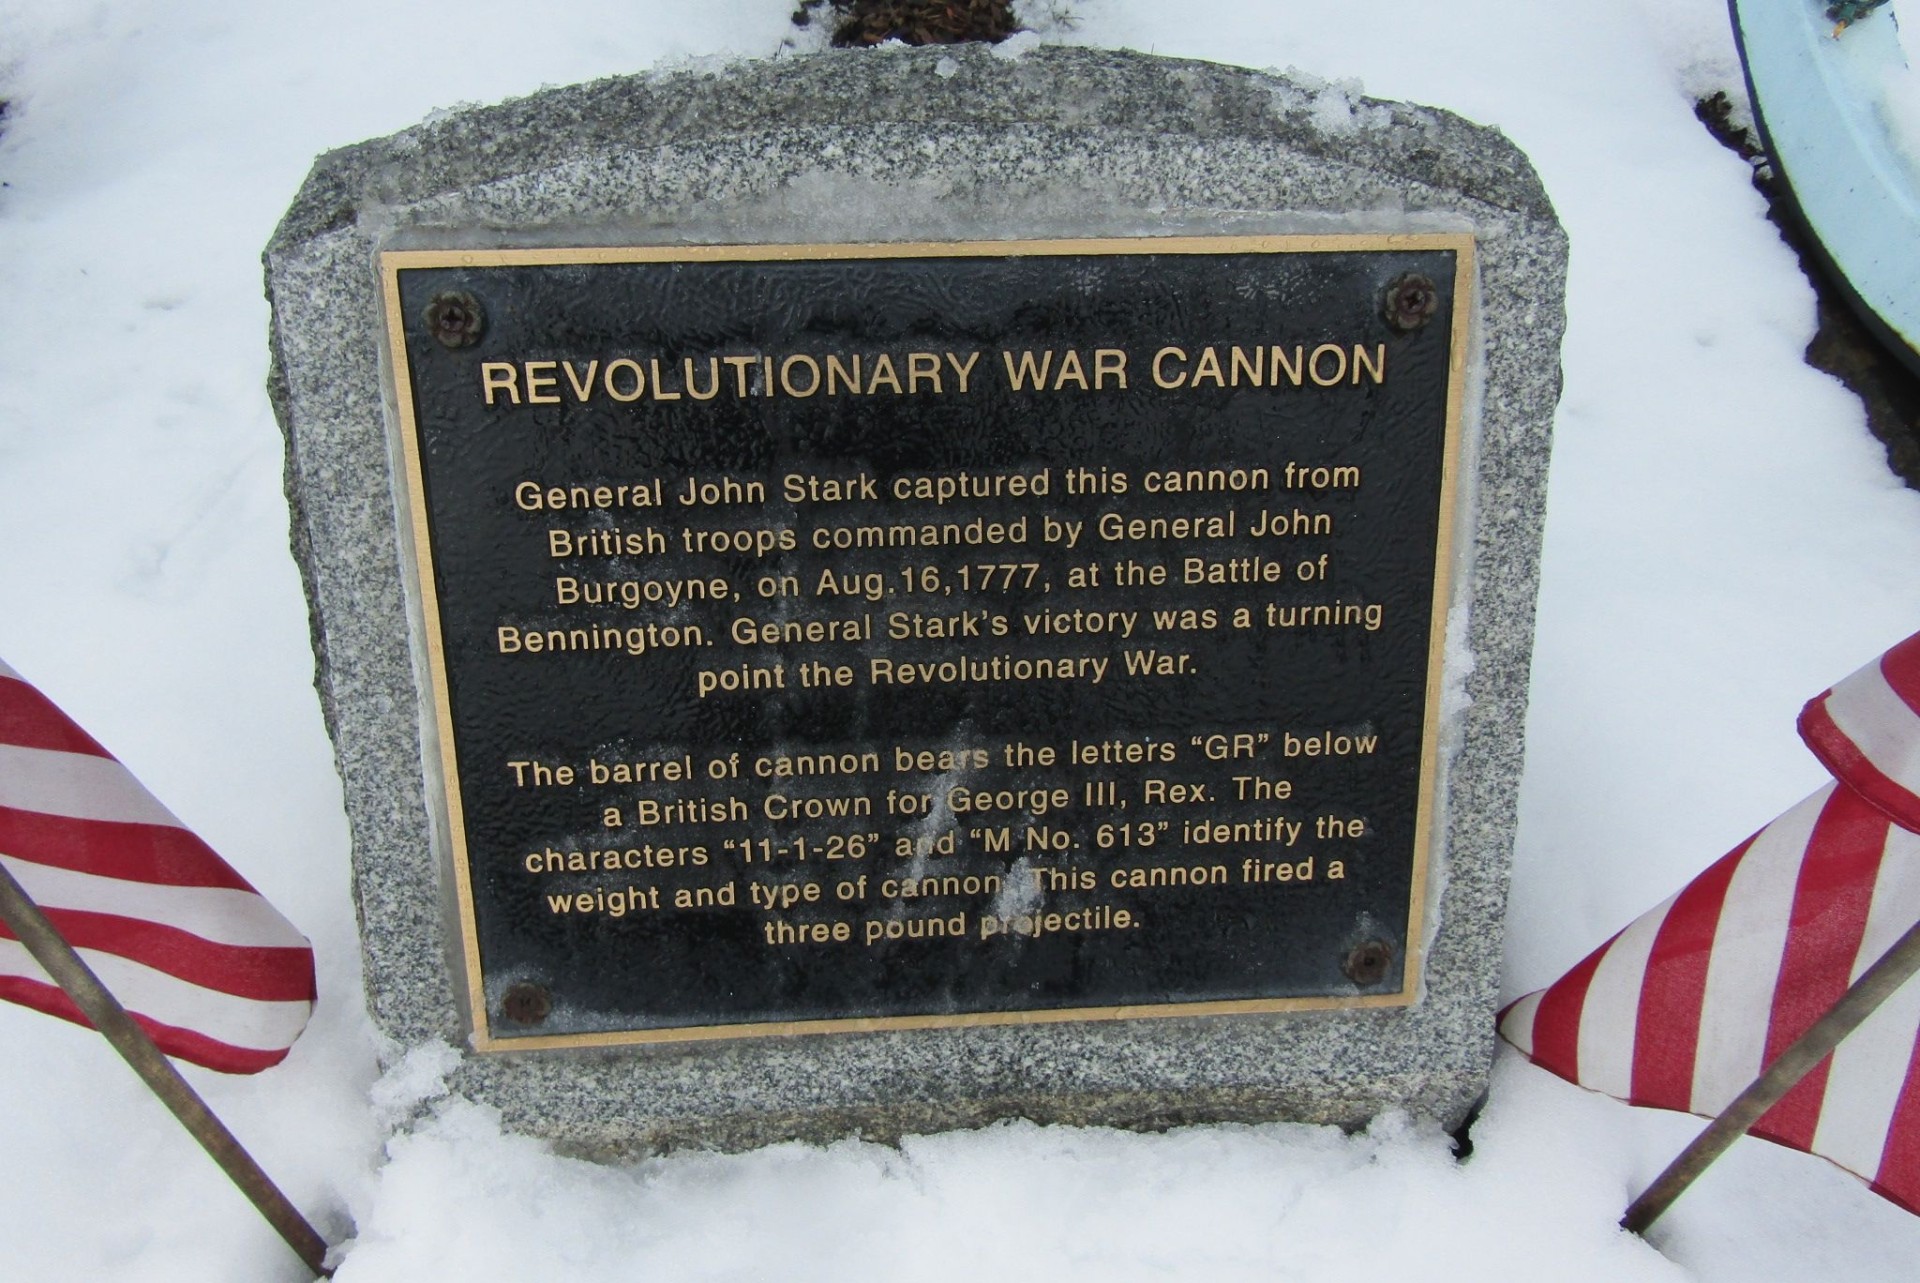 REVOLUTIONARY WAR CANNON
General John Stark captured this cannon from
British troops commanded by General John
Burgoyne, on Aug.16,1777, at the Battle of
Bennington. General Stark's victory was a turning
point the Revolutionary War.
The barrel of cannon bears the letters “GR” below
a British Crown for George III, Rex. The
characters “11-1-26” and “M No. 613” identify the
weight and type of cannon. This cannon fired a
three pound projectile.